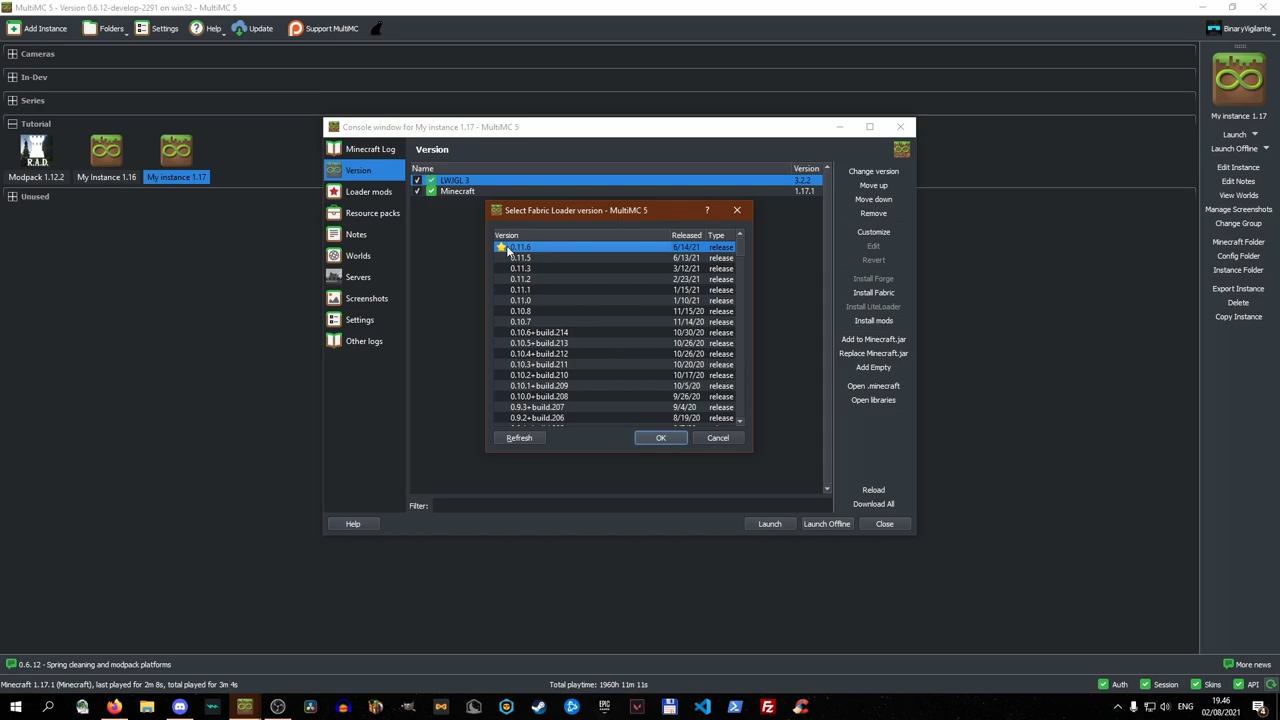 MultiMC 5 - Version 0.6.12-develop-2291 on win32
Add Instance
Folders
Settings
Help
Update
Support MultiMC
BinaryVigilante
Cameras
In-Dev
Series
Tutorial
R.A.D.
Modpack 1.12.2
My Instance 1.16
My instance 1.17
Unused
Console window for My instance 1.17 - MultiMC 5
Minecraft Log
Version
Loader mods
Resource packs
Notes
Worlds
Servers
Screenshots
Settings
Other logs
Version
Name Version
LWJGL 3 3.2.2
Minecraft 1.17.1
Select Fabric Loader version - MultiMC 5 ?
Version Released Type
0.11.6 6/14/21 release
0.11.5 6/13/21 release
0.11.3 3/12/21 release
0.11.2 2/23/21 release
0.11.1 1/15/21 release
0.11.0 1/10/21 release
0.10.8 11/15/20 release
0.10.7 11/14/20 release
0.10.6+build.214 10/30/20 release
0.10.5+build.213 10/26/20 release
0.10.4+build.212 10/26/20 release
0.10.3+build.211 10/20/20 release
0.10.2+build.210 10/17/20 release
0.10.1+build.209 10/5/20 release
0.10.0+build.208 9/26/20 release
0.9.3+build.207 9/4/20 release
0.9.2+build.206 8/19/20 release
Refresh
OK
Cancel
Filter:
Change version
Move up
Move down
Remove
Customize
Edit
Revert
Install Forge
Install Fabric
Install LiteLoader
Install mods
Add to Minecraft.jar
Replace Minecraft.jar
Add Empty
Open .minecraft
Open libraries
Reload
Download All
Help
Launch
Launch Offline
Close
My instance 1.17
Launch
Launch Offline
Edit Instance
Edit Notes
View Worlds
Manage Screenshots
Change Group
Minecraft Folder
Config Folder
Instance Folder
Export Instance
Delete
Copy Instance
0.6.12 - Spring cleaning and modpack platforms
More news
Minecraft 1.17.1 (Minecraft), last played for 2m 8s, total played for 3m 4s
Total playtime: 1960h 11m 11s
Auth
Session
Skins
API
EPIC
ENG
19.46
02/08/2021
4